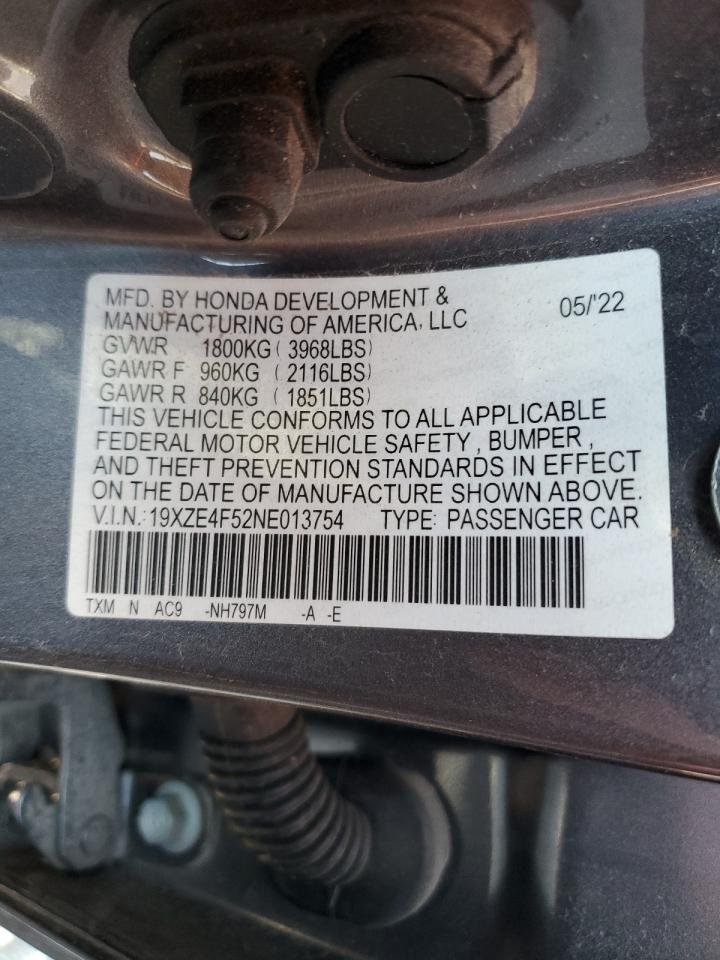 MFD. BY HONDA DEVELOPMENT &
MANUFACTURING OF AMERICA, LLC 05/'22
GVWR 1800KG ( 3968LBS)
GAWR F 960KG ( 2116LBS)
GAWR R 840KG ( 1851LBS)
THIS VEHICLE CONFORMS TO ALL APPLICABLE
FEDERAL MOTOR VEHICLE SAFETY , BUMPER ,
AND THEFT PREVENTION STANDARDS IN EFFECT
ON THE DATE OF MANUFACTURE SHOWN ABOVE.
V.I.N.: 19XZE4F52NE013754 TYPE: PASSENGER CAR
TXM N AC9 -NH797M -A -E